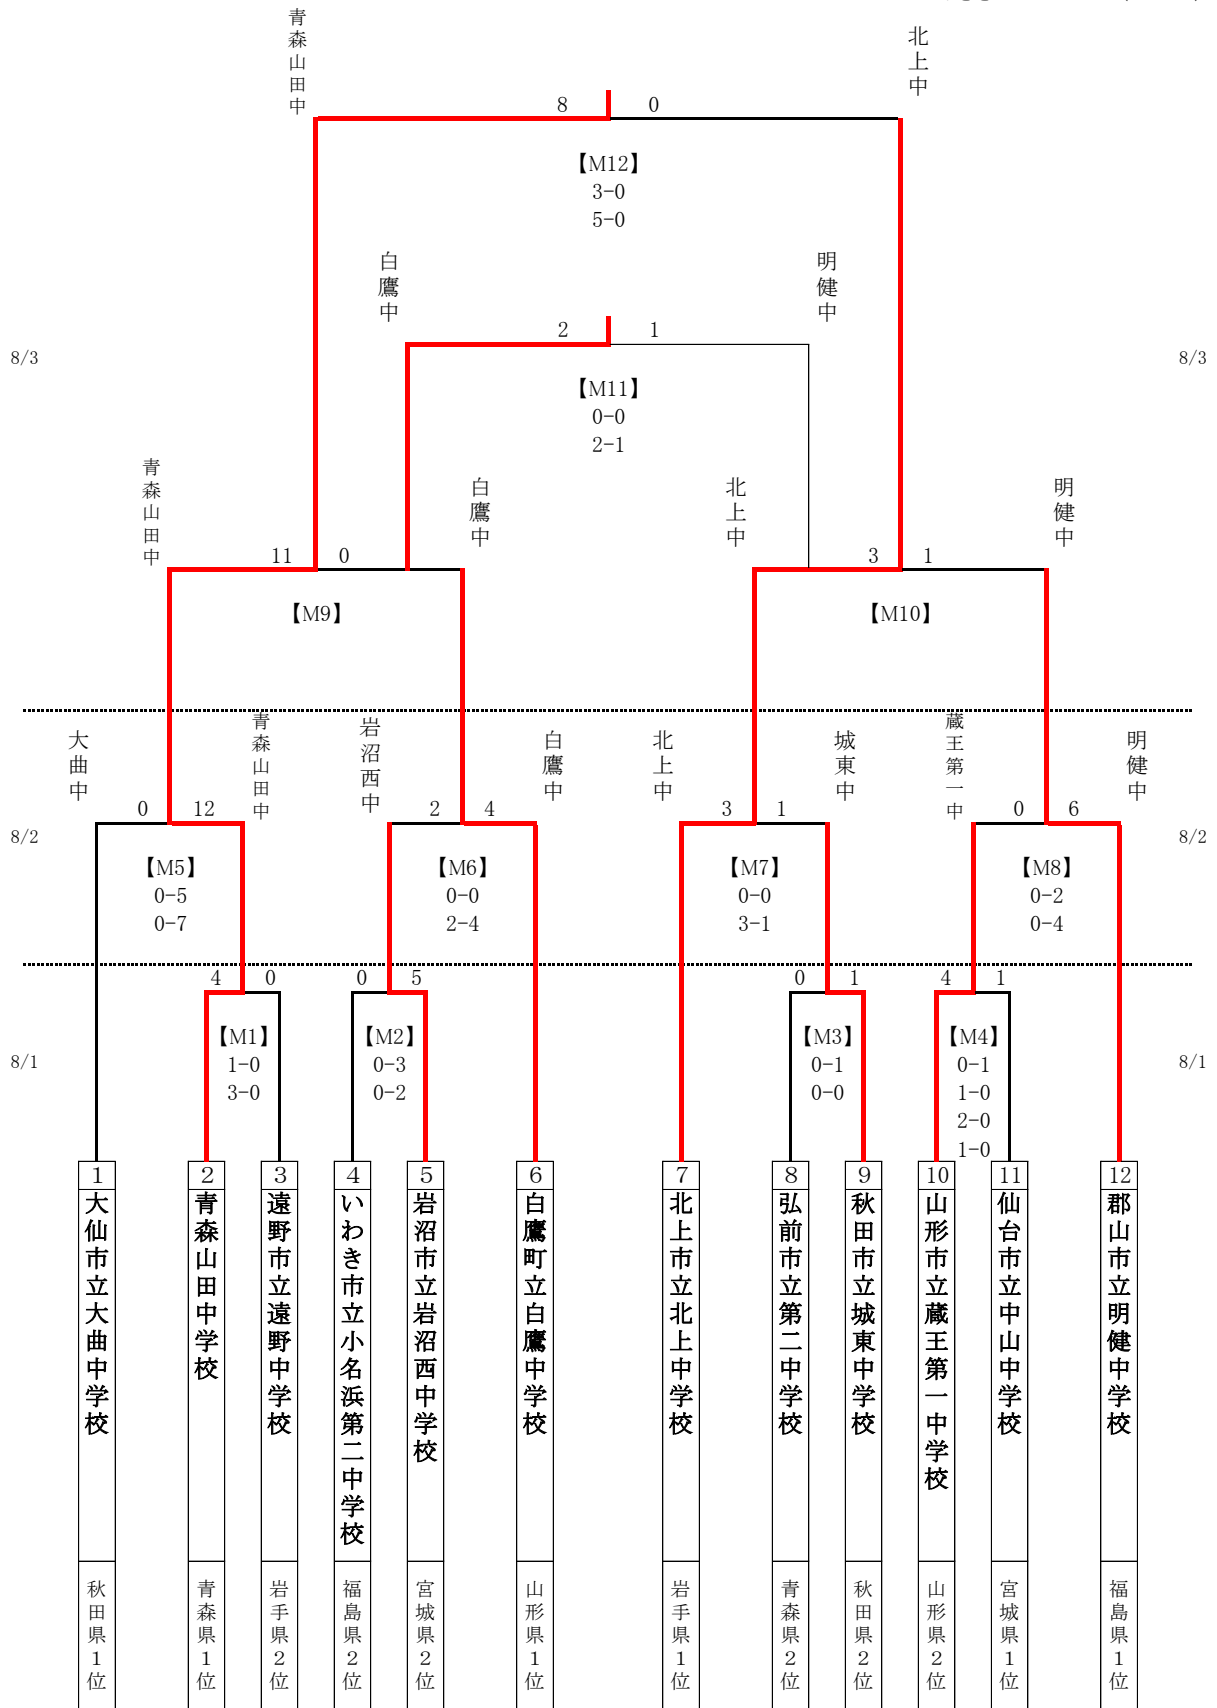 青森山田中
北上中
8 0
【M12】
3-0
5-0
白鷹中
明健中
2 1
8/3
8/3
【M11】
0-0
2-1
青森山田中
白鷹中
北上中
明健中
11 0
3 1
【M9】
【M10】
大曲中
青森山田中
岩沼西中
白鷹中
北上中
城東中
蔵王第一中
明健中
0 12
2 4
3 1
0 6
8/2
8/2
【M5】
0-5
0-7
【M6】
0-0
2-4
【M7】
0-0
3-1
【M8】
0-2
0-4
4 0
0 5
0 1
4 1
8/1
8/1
【M1】
1-0
3-0
【M2】
0-3
0-2
【M3】
0-1
0-0
【M4】
0-1
1-0
2-0
1-0
1
大仙市立大曲中学校
秋田県1位
2
青森山田中学校
青森県1位
3
遠野市立遠野中学校
岩手県2位
4
いわき市立小名浜第二中学校
福島県2位
5
岩沼市立岩沼西中学校
宮城県2位
6
白鷹町立白鷹中学校
山形県1位
7
北上市立北上中学校
岩手県1位
8
弘前市立第二中学校
青森県2位
9
秋田市立城東中学校
秋田県2位
10
山形市立蔵王第一中学校
山形県2位
11
仙台市立中山中学校
宮城県1位
12
郡山市立明健中学校
福島県1位